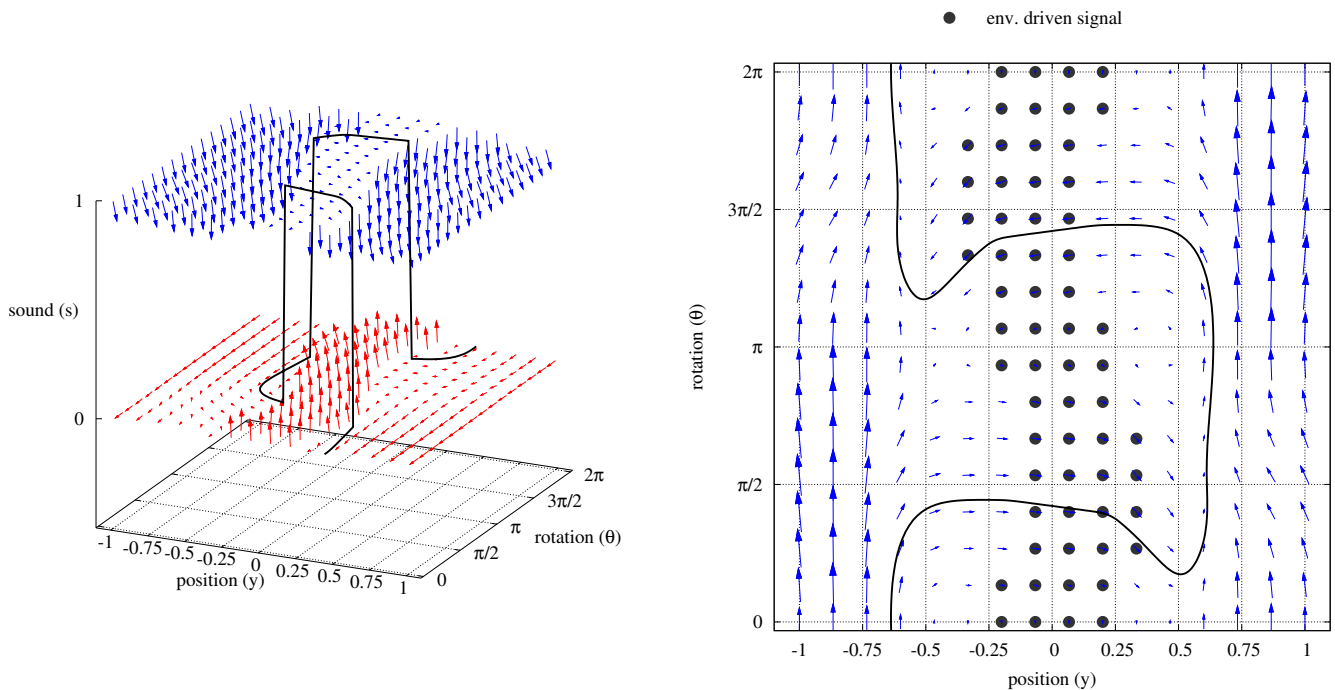 env. driven signal
1
sound (s)
0
-1 -0.75 -0.5 -0.25 0 0.25 0.5 0.75 1
position (y)
0 π/2 π 3π/2 2π
rotation (θ)
2π
3π/2
π
π/2
0
rotation (θ)
-1 -0.75 -0.5 -0.25 0 0.25 0.5 0.75 1
position (y)